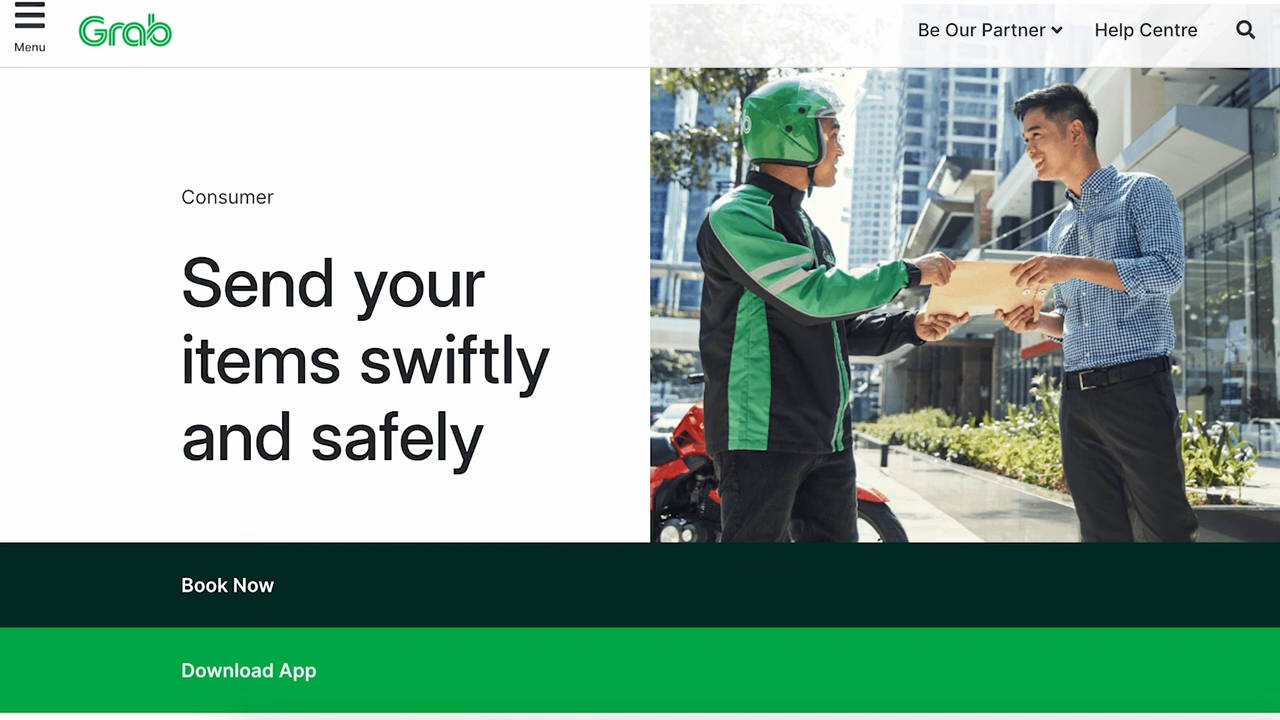 Menu
Grab
Be Our Partner
Help Centre
Consumer
Send your
items swiftly
and safely
Book Now
Download App